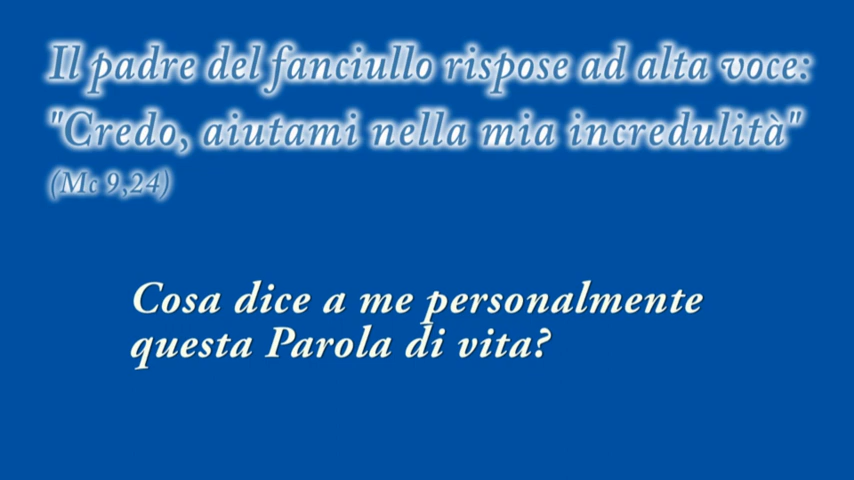 Il padre del fanciullo rispose ad alta voce:
"Credo, aiutami nella mia incredulità"
(Mc 9,24)
Cosa dice a me personalmente
questa Parola di vita?